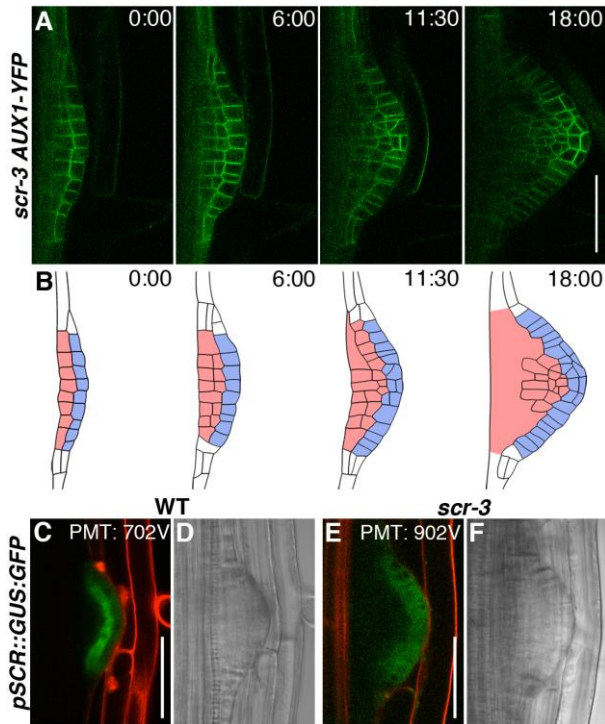 A 0:00 6:00 11:30 18:00
scr-3 AUX1-YFP
B 0:00 6:00 11:30 18:00
WT scr-3
C PMT: 702V D E PMT: 902V F
pSCR::GUS:GFP